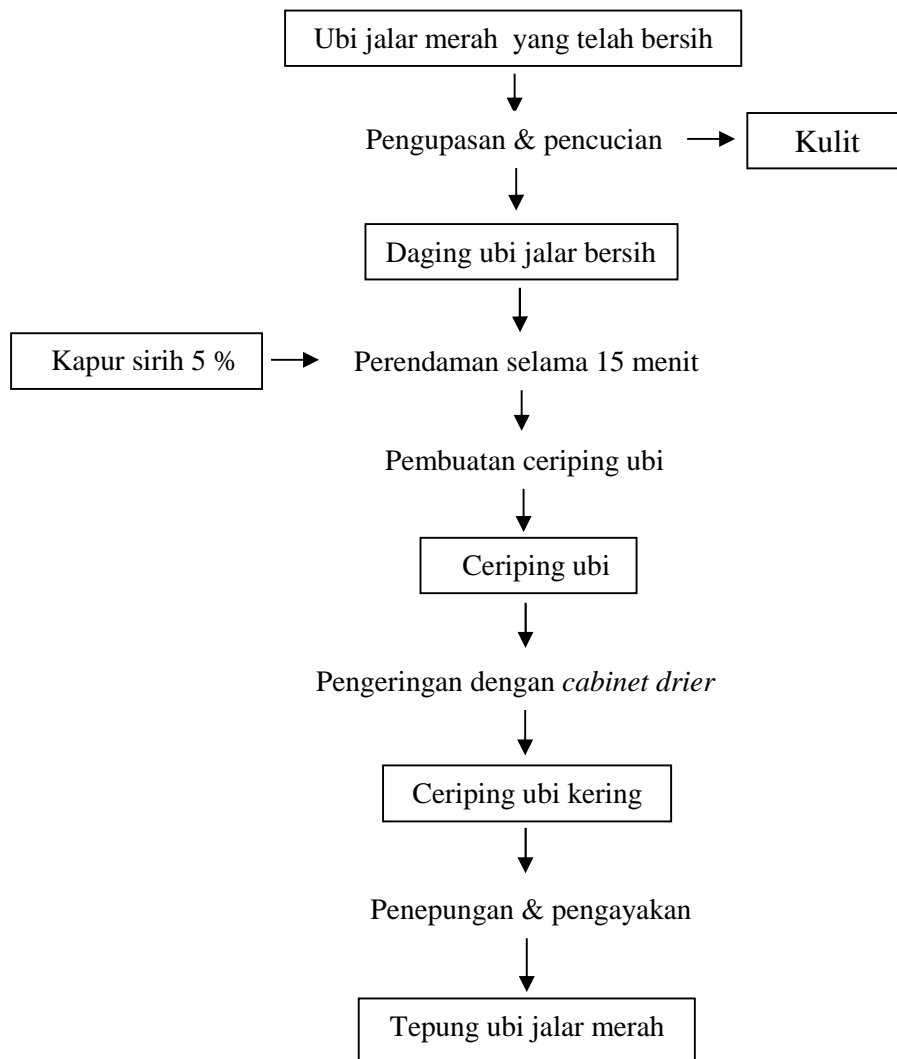 Ubi jalar merah yang telah bersih
Pengupasan & pencucian
Kulit
Daging ubi jalar bersih
Kapur sirih 5 %
Perendaman selama 15 menit
Pembuatan ceriping ubi
Ceriping ubi
Pengeringan dengan cabinet drier
Ceriping ubi kering
Penepungan & pengayakan
Tepung ubi jalar merah